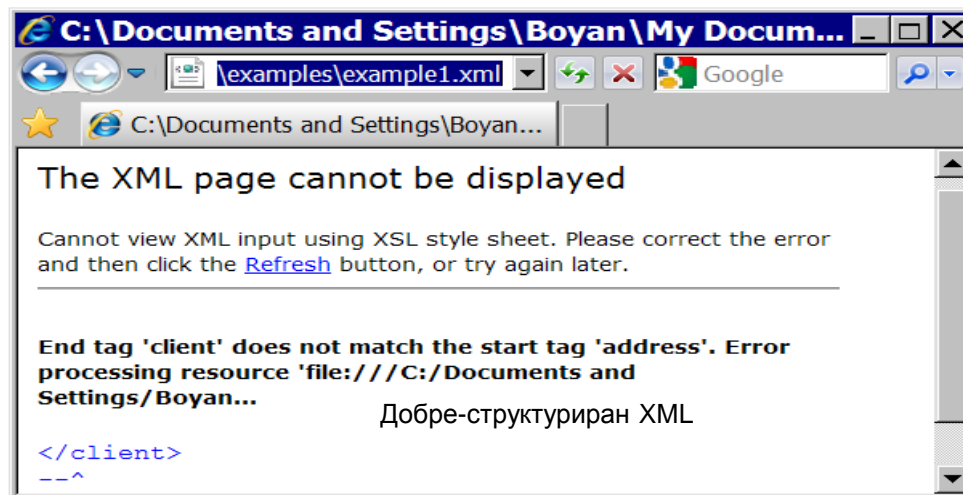 C:\Documents and Settings\Boyan\My Docum...
\examples\example1.xml
Google
C:\Documents and Settings\Boyan...
The XML page cannot be displayed
Cannot view XML input using XSL style sheet. Please correct the error
and then click the Refresh button, or try again later.
End tag 'client' does not match the start tag 'address'. Error
processing resource 'file:///C:/Documents and
Settings/Boyan...
Добре-структуриран XML
</client>
--^